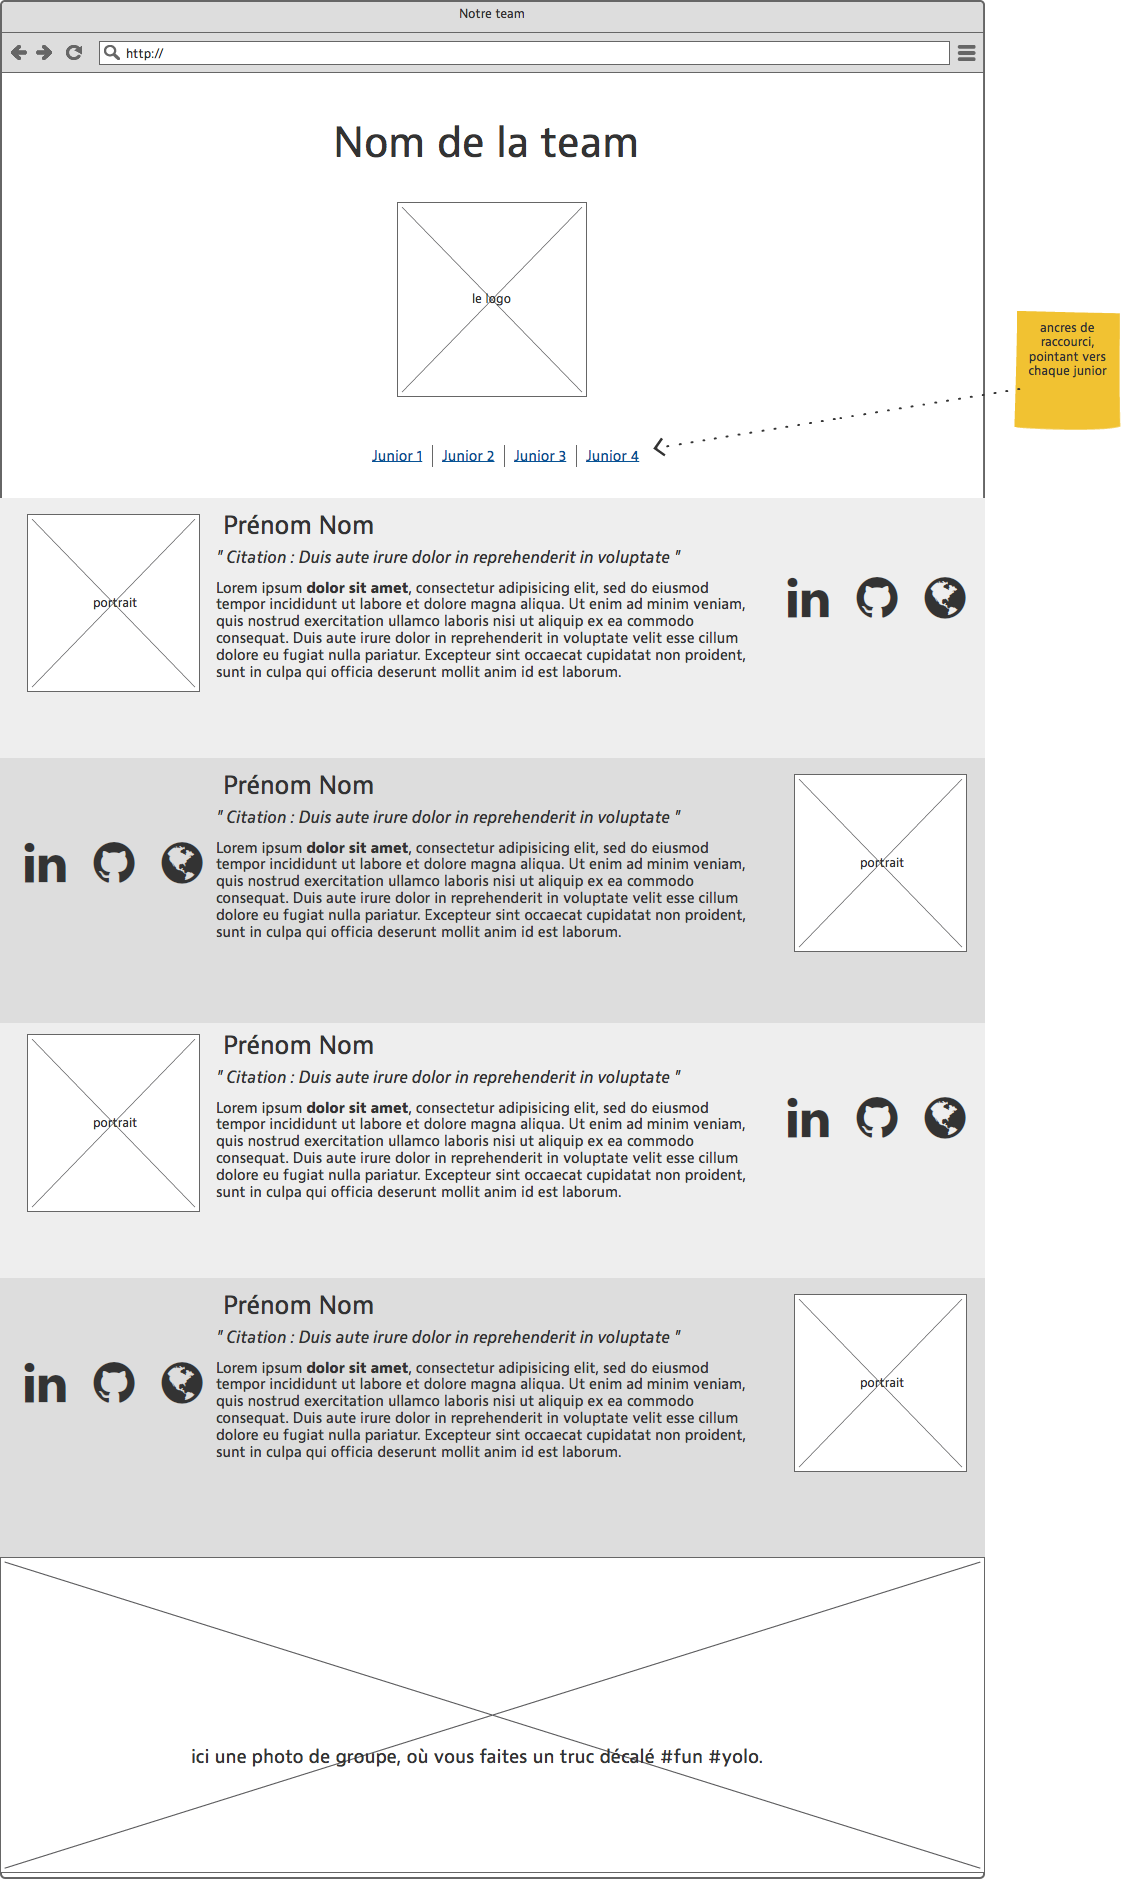 Notre team
http://
Nom de la team
le logo
ancres de
raccourci,
pointant vers
chaque junior
Junior 1 Junior 2 Junior 3 Junior 4
portrait
Prénom Nom
" Citation : Duis aute irure dolor in reprehenderit in voluptate "
Lorem ipsum dolor sit amet, consectetur adipisicing elit, sed do eiusmod
tempor incididunt ut labore et dolore magna aliqua. Ut enim ad minim veniam,
quis nostrud exercitation ullamco laboris nisi ut aliquip ex ea commodo
consequat. Duis aute irure dolor in reprehenderit in voluptate velit esse cillum
dolore eu fugiat nulla pariatur. Excepteur sint occaecat cupidatat non proident,
sunt in culpa qui officia deserunt mollit anim id est laborum.
in
in
Prénom Nom
" Citation : Duis aute irure dolor in reprehenderit in voluptate "
Lorem ipsum dolor sit amet, consectetur adipisicing elit, sed do eiusmod
tempor incididunt ut labore et dolore magna aliqua. Ut enim ad minim veniam,
quis nostrud exercitation ullamco laboris nisi ut aliquip ex ea commodo
consequat. Duis aute irure dolor in reprehenderit in voluptate velit esse cillum
dolore eu fugiat nulla pariatur. Excepteur sint occaecat cupidatat non proident,
sunt in culpa qui officia deserunt mollit anim id est laborum.
portrait
portrait
Prénom Nom
" Citation : Duis aute irure dolor in reprehenderit in voluptate "
Lorem ipsum dolor sit amet, consectetur adipisicing elit, sed do eiusmod
tempor incididunt ut labore et dolore magna aliqua. Ut enim ad minim veniam,
quis nostrud exercitation ullamco laboris nisi ut aliquip ex ea commodo
consequat. Duis aute irure dolor in reprehenderit in voluptate velit esse cillum
dolore eu fugiat nulla pariatur. Excepteur sint occaecat cupidatat non proident,
sunt in culpa qui officia deserunt mollit anim id est laborum.
in
in
Prénom Nom
" Citation : Duis aute irure dolor in reprehenderit in voluptate "
Lorem ipsum dolor sit amet, consectetur adipisicing elit, sed do eiusmod
tempor incididunt ut labore et dolore magna aliqua. Ut enim ad minim veniam,
quis nostrud exercitation ullamco laboris nisi ut aliquip ex ea commodo
consequat. Duis aute irure dolor in reprehenderit in voluptate velit esse cillum
dolore eu fugiat nulla pariatur. Excepteur sint occaecat cupidatat non proident,
sunt in culpa qui officia deserunt mollit anim id est laborum.
portrait
ici une photo de groupe, où vous faites un truc décalé #fun #yolo.